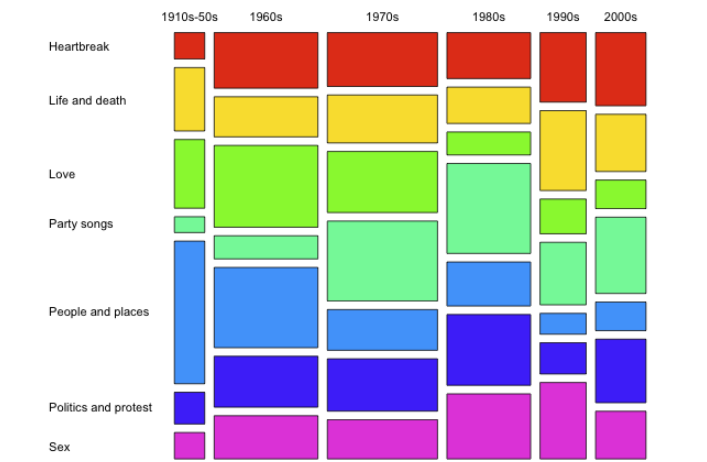 1910s-50s 1960s 1970s 1980s 1990s 2000s
Heartbreak
Life and death
Love
Party songs
People and places
Politics and protest
Sex